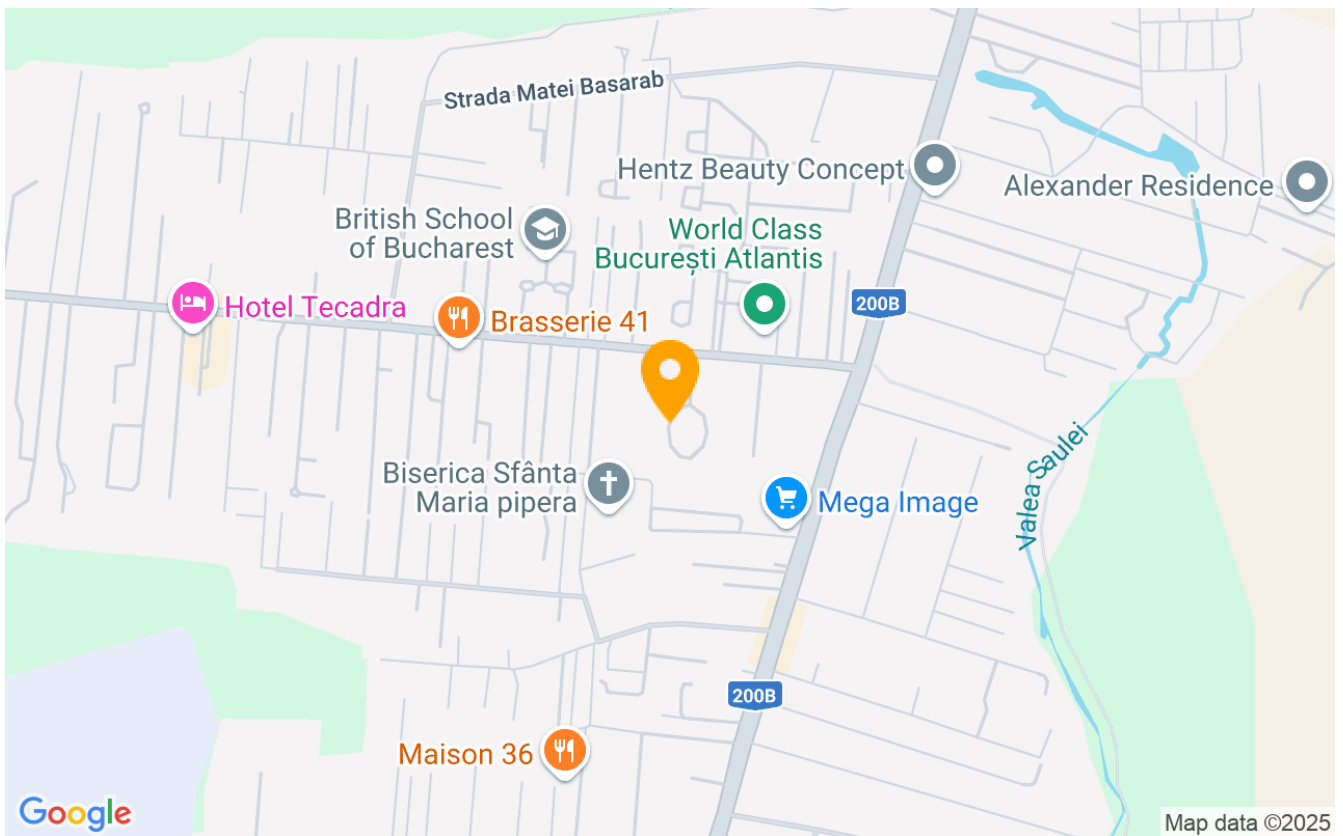 Strada Matei Basarab
Hentz Beauty Concept
Alexander Residence
British School
of Bucharest
World Class
București Atlantis
Hotel Tecadra
Brasserie 41
200B
Biserica Sfânta
Maria pipera
Mega Image
Valea Saulei
200B
Maison 36
Google
Map data ©2025